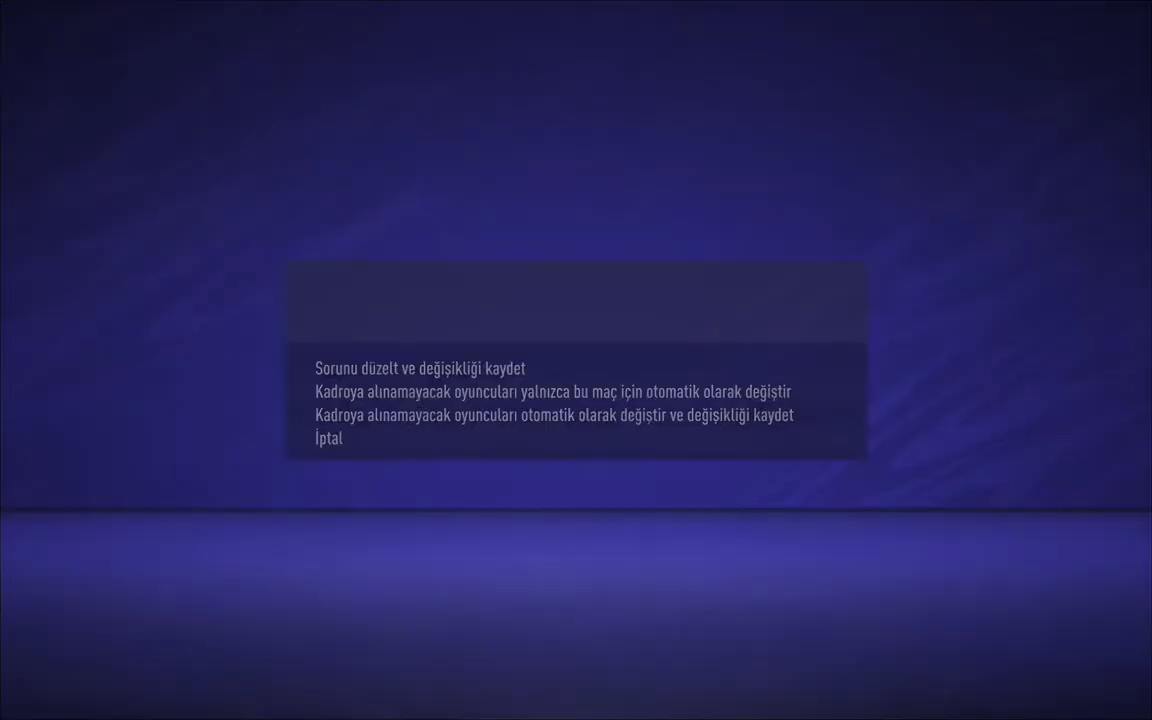 Sorunu düzelt ve değişikliği kaydet
Kadroya alınamayacak oyuncuları yalnızca bu maç için otomatik olarak değiştir
Kadroya alınamayacak oyuncuları otomatik olarak değiştir ve değişikliği kaydet
İptal